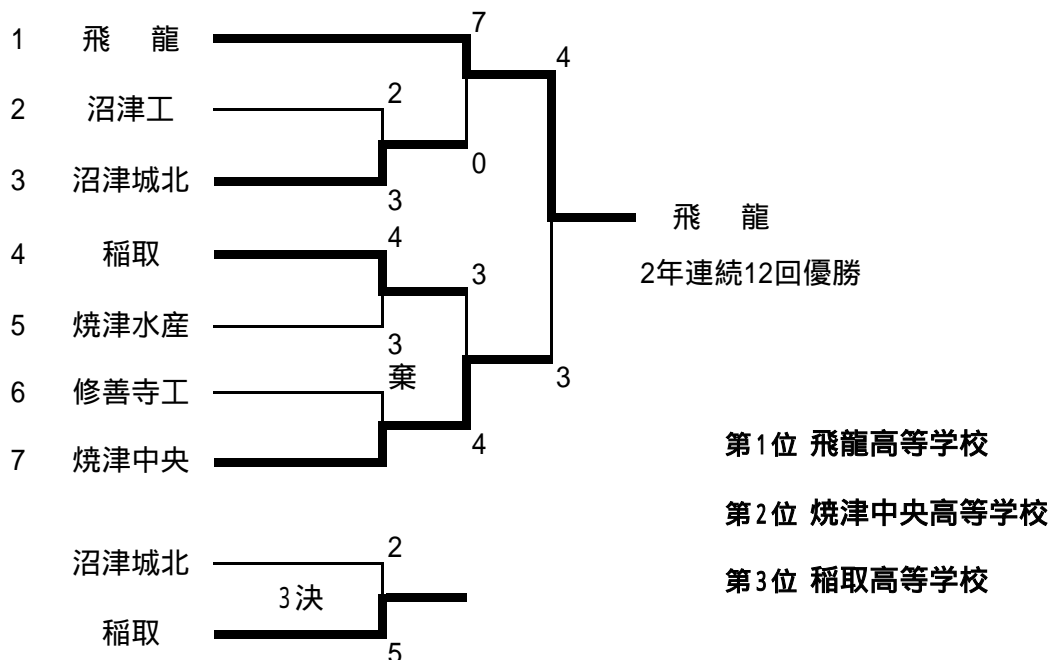 7
1 飛 龍
4
2 沼津工 2
0
3 沼津城北 3
飛 龍
4 稲取 4
3
2年連続12回優勝
5 焼津水産 3
棄
3
6 修善寺工
4
第1位 飛龍高等学校
7 焼津中央
第2位 焼津中央高等学校
沼津城北 2
3決
第3位 稲取高等学校
稲取 5